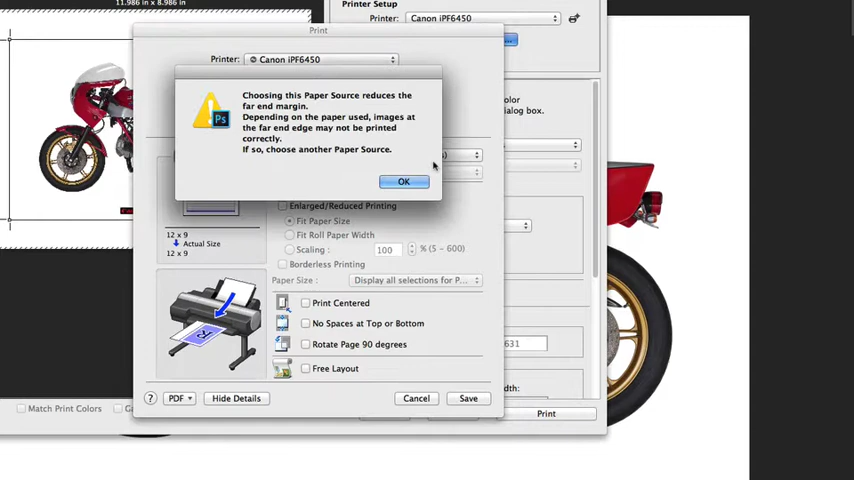 11.986 in x 8.986 in
Printer Setup
Printer: Canon iPF6450
Print
Printer: Canon iPF6450
Choosing this Paper Source reduces the
far end margin.
Depending on the paper used, images at
the far end edge may not be printed
correctly.
If so, choose another Paper Source.
OK
Ps
olor
ialog box.
Enlarged/Reduced Printing
Fit Paper Size
Fit Roll Paper Width
Scaling : 100 % (5 - 600)
Borderless Printing
Paper Size : Display all selections for P...
12 x 9
Actual Size
12 x 9
Print Centered
No Spaces at Top or Bottom
Rotate Page 90 degrees
Free Layout
631
dth:
? PDF Hide Details Cancel Save
Match Print Colors
Print